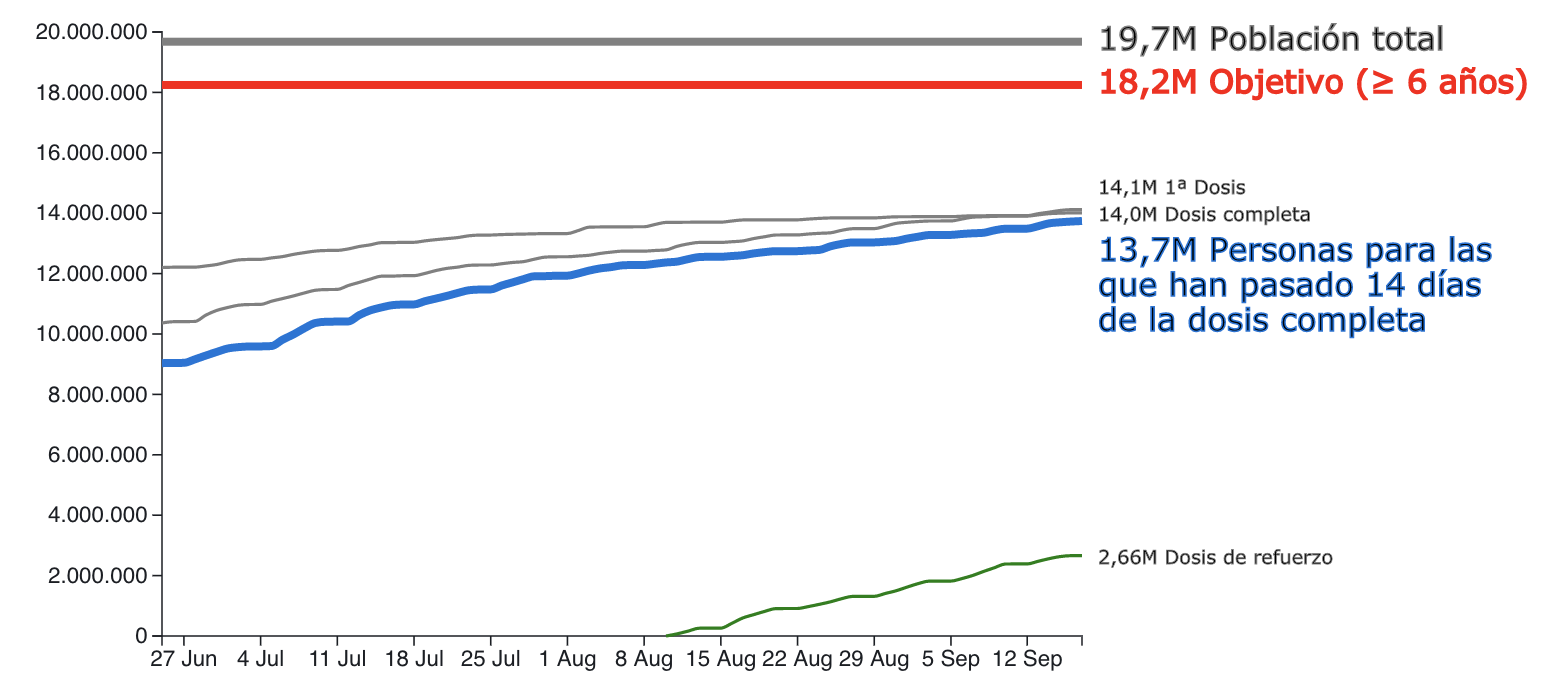 20.000.000
18.000.000
16.000.000
14.000.000
12.000.000
10.000.000
8.000.000
6.000.000
4.000.000
2.000.000
0
27 Jun
4 Jul
11 Jul
18 Jul
25 Jul
1 Aug
8 Aug
15 Aug
22 Aug
29 Aug
5 Sep
12 Sep
19,7M Población total
18,2M Objetivo (≥ 6 años)
14,1M 1ª Dosis
14,0M Dosis completa
13,7M Personas para las
que han pasado 14 días
de la dosis completa
2,66M Dosis de refuerzo